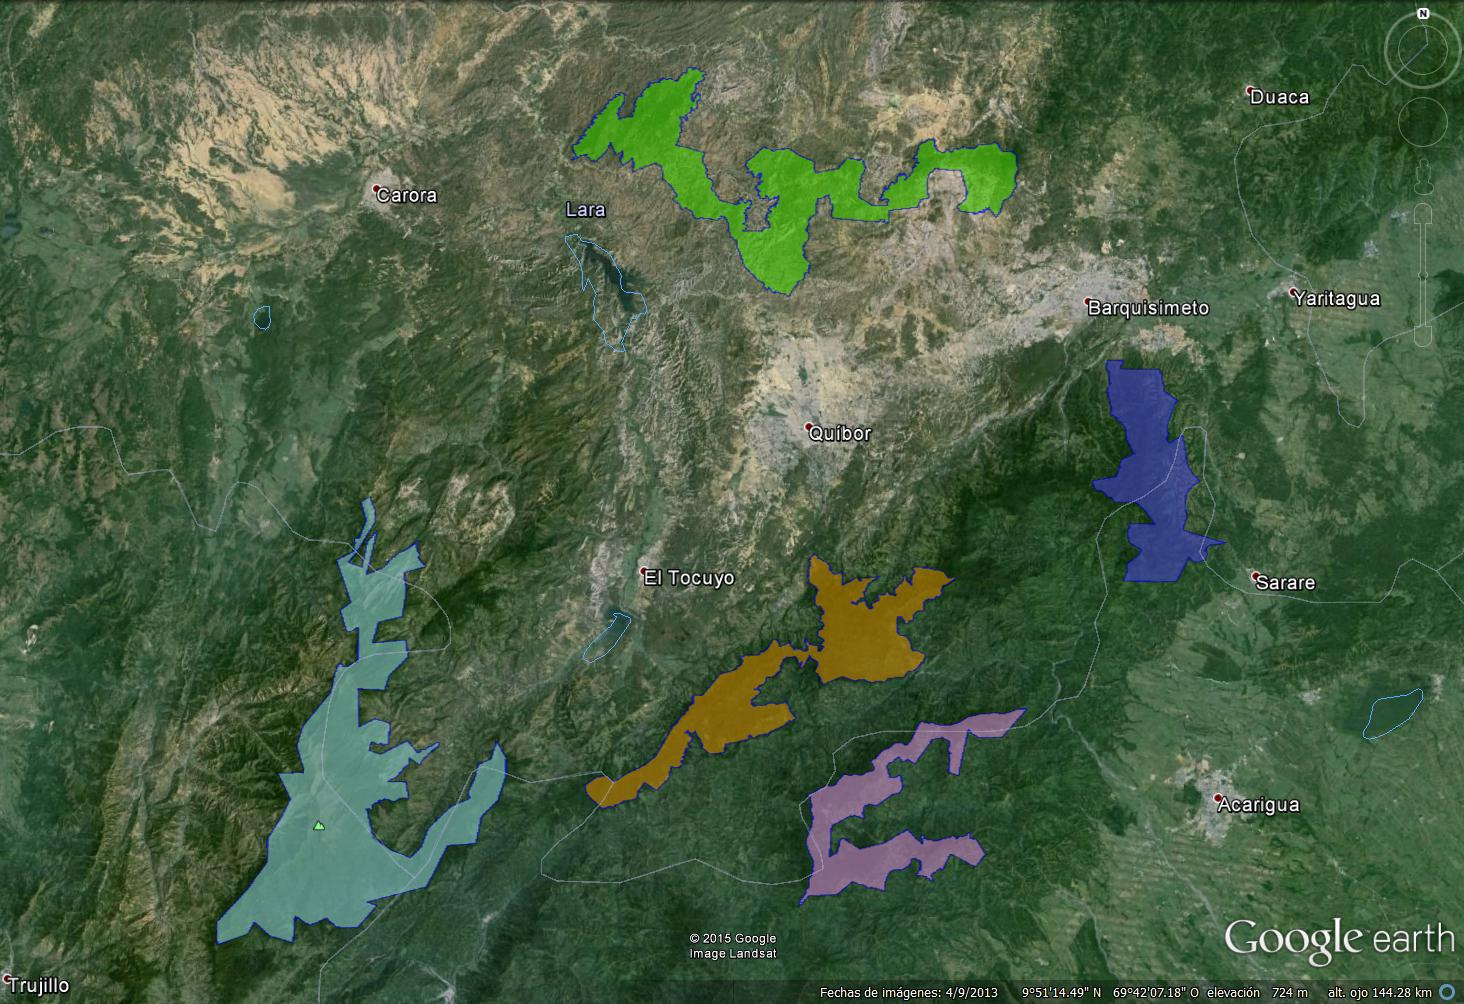 N
Duaca
Carora
Lara
Yaritagua
Barquisimeto
Quíbor
El Tocuyo
Sarare
Acarigua
© 2015 Google
Image Landsat
Google earth
Trujillo
Fechas de imágenes: 4/9/2013 9°51'14.49" N 69°42'07.18" O elevación 724 m alt. ojo 144.28 km